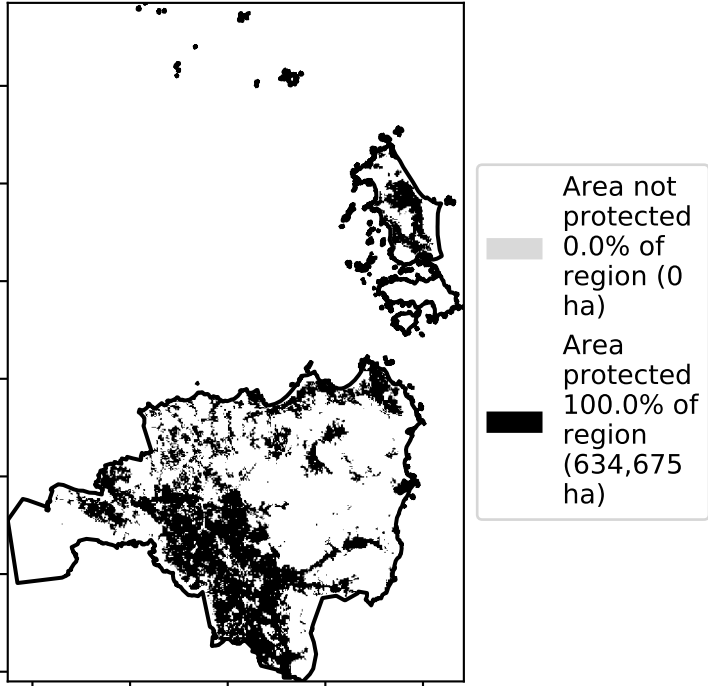 Area not
protected
0.0% of
region (0
ha)
Area
protected
100.0% of
region
(634,675
ha)